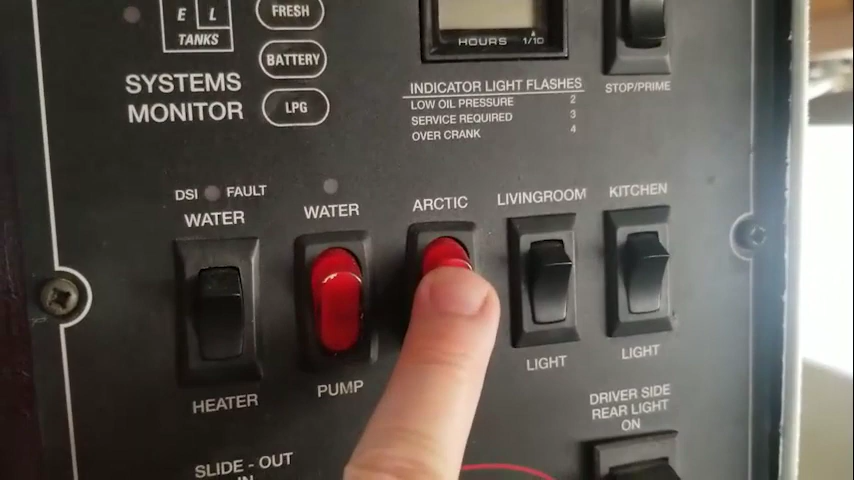 E L
TANKS
FRESH
BATTERY
LPG
SYSTEMS
MONITOR
HOURS 1/10
INDICATOR LIGHT FLASHES
LOW OIL PRESSURE 2
SERVICE REQUIRED 3
OVER CRANK 4
STOP/PRIME
DSI FAULT
WATER
HEATER
WATER
PUMP
ARCTIC
LIVINGROOM
LIGHT
KITCHEN
LIGHT
DRIVER SIDE
REAR LIGHT
ON
SLIDE - OUT
IN